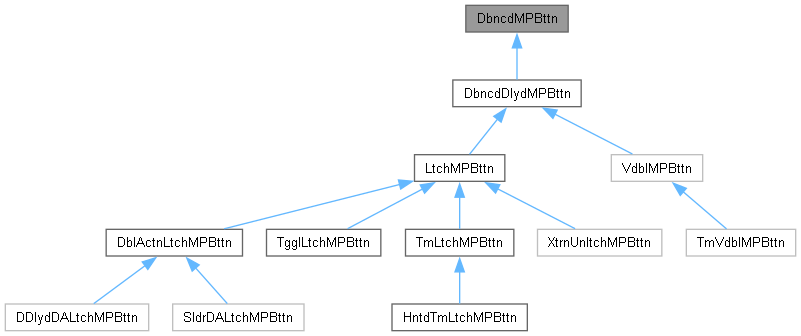 DbncdMPBttn
DbncdDlydMPBttn
LtchMPBttn
VdblMPBttn
DblActnLtchMPBttn
TgglLtchMPBttn
TmLtchMPBttn
XtrnUnltchMPBttn
TmVdblMPBttn
DDlydDALtchMPBttn
SldrDALtchMPBttn
HntdTmLtchMPBttn